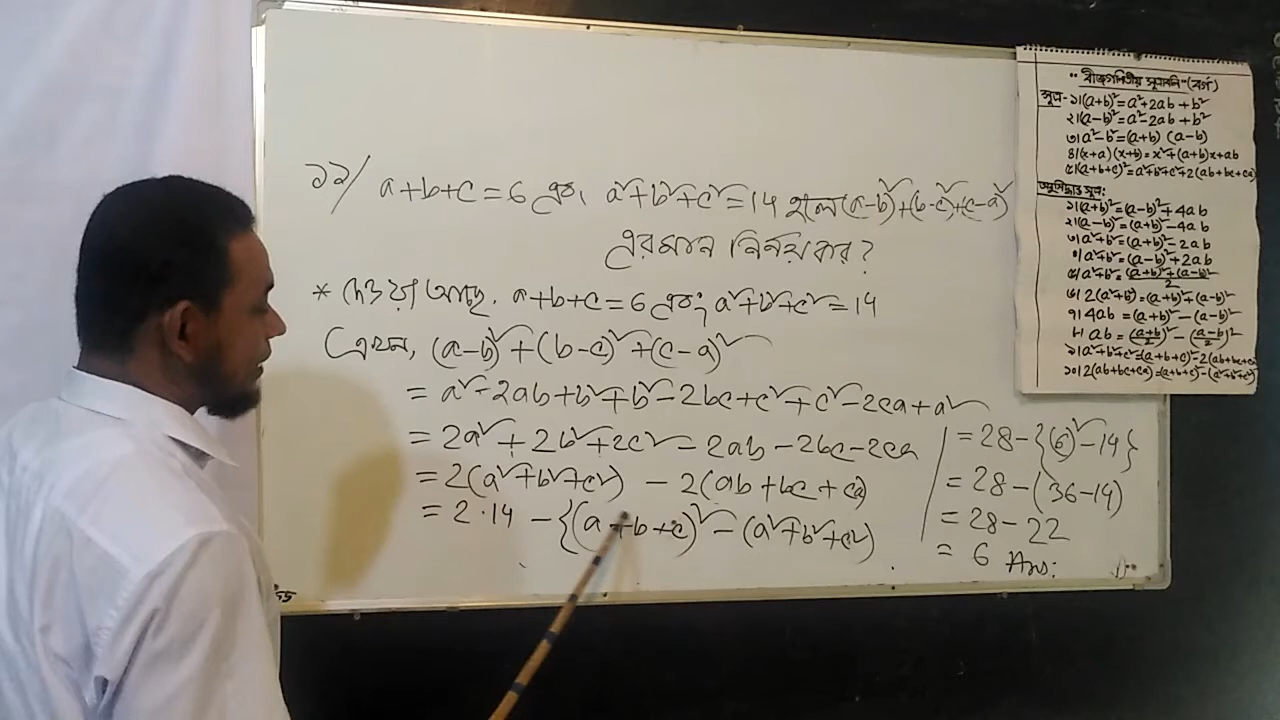 ১২/ a+b+c=6 এবং a²+b²+c²=14 হলে (a-b)²+(b-c)²+(c-a)²
এর মান নির্নয় কর?
* দেওয়া আছে, a+b+c=6 এবং a²+b²+c²=14
এখন, (a-b)²+(b-c)²+(c-a)²
= a²-2ab+b²+b²-2bc+c²+c²-2ca+a²
= 2a²+2b²+2c²-2ab-2bc-2ca
= 2(a²+b²+c²) - 2(ab+bc+ca)
= 2·14 - {(a+b+c)²-(a²+b²+c²)
= 28-{(6)²-14}
= 28-(36-14)
= 28-22
= 6 Ans:
"বীজগণিতীয় সূত্রাবলি" (বর্গ)
সূত্র- ১।(a+b)²=a²+2ab+b²
২।(a-b)²=a²-2ab+b²
৩।a²-b²=(a+b)(a-b)
৪।(x+a)(x+b)=x²+(a+b)x+ab
৫।(a+b+c)²=a²+b²+c²+2(ab+bc+ca)
অনুসিদ্ধান্ত সূত্র:
১।(a+b)²=(a-b)²+4ab
২।(a-b)²=(a+b)²-4ab
৩।a²+b²=(a+b)²-2ab
৪।a²+b²=(a-b)²+2ab
৫।a²+b²=((a+b)²+(a-b)²)/2
৬।2(a²+b²)=(a+b)²+(a-b)²
৭।4ab=(a+b)²-(a-b)²
৮।ab=((a+b)/2)²-((a-b)/2)²
৯।a²+b²+c²=(a+b+c)²-2(ab+bc+ca)
১০।2(ab+bc+ca)=(a+b+c)²-(a²+b²+c²)